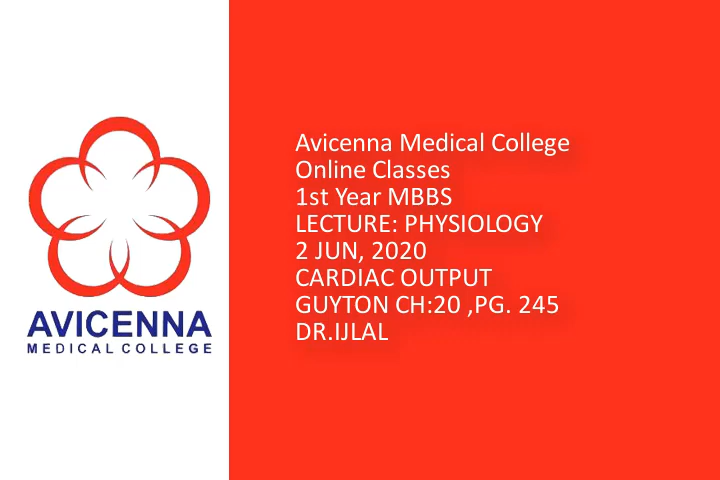 AVICENNA
MEDICAL COLLEGE
Avicenna Medical College
Online Classes
1st Year MBBS
LECTURE: PHYSIOLOGY
2 JUN, 2020
CARDIAC OUTPUT
GUYTON CH:20 ,PG. 245
DR.IJLAL